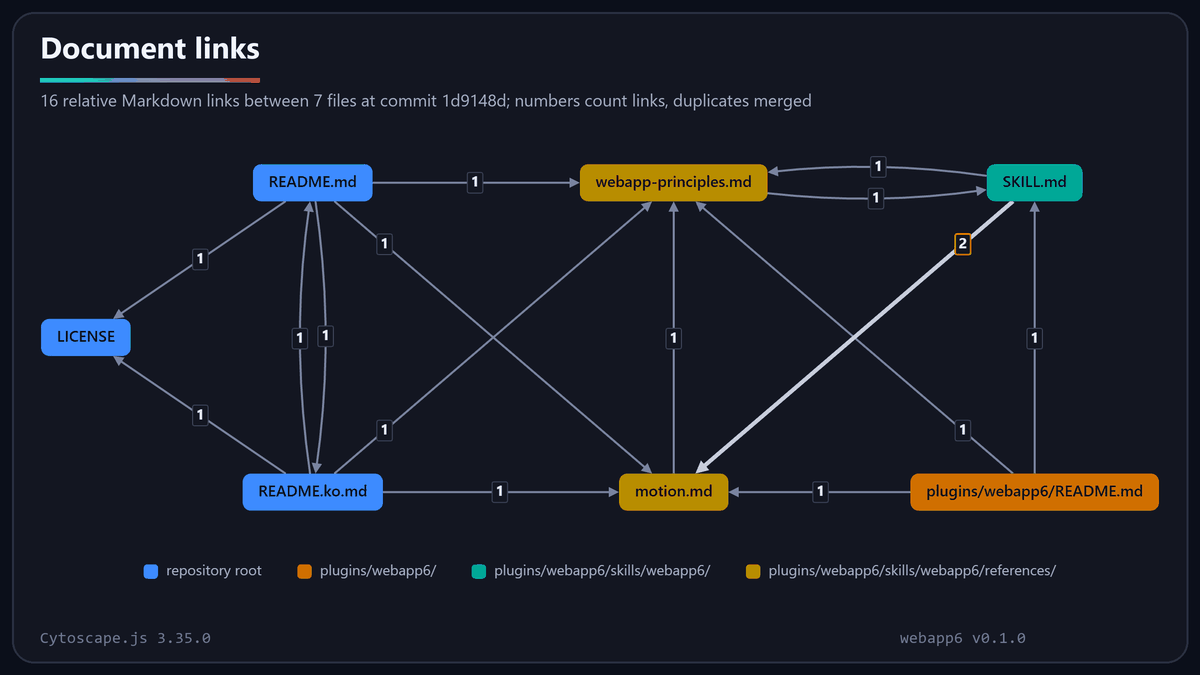 Document links
16 relative Markdown links between 7 files at commit 1d9148d; numbers count links, duplicates merged
1
README.md
1
webapp-principles.md
1
SKILL.md
1
1
2
1
LICENSE
1
1
1
1
1
1
1
README.ko.md
1
motion.md
1
plugins/webapp6/README.md
repository root
plugins/webapp6/
plugins/webapp6/skills/webapp6/
plugins/webapp6/skills/webapp6/references/
Cytoscape.js 3.35.0
webapp6 v0.1.0